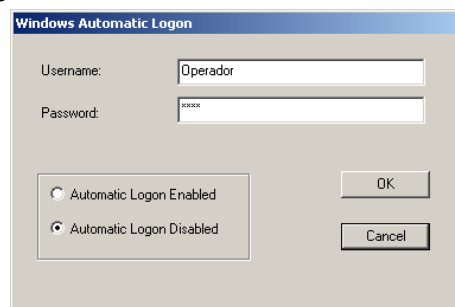 Windows Automatic Logon
Username: Operador
Password: ××××
Automatic Logon Enabled
OK
Automatic Logon Disabled
Cancel